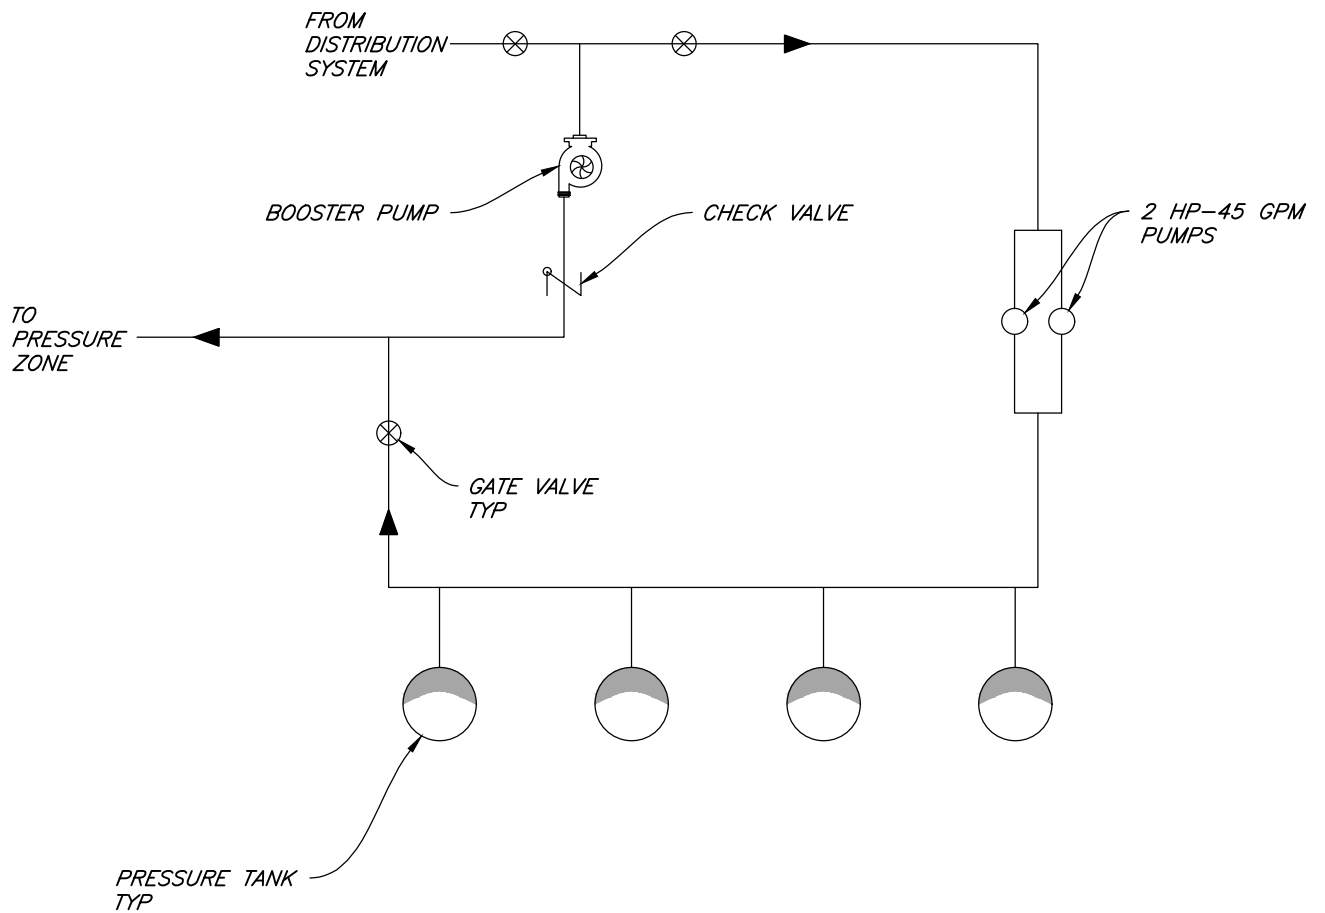 FROM
DISTRIBUTION
SYSTEM
BOOSTER PUMP
CHECK VALVE
2 HP-45 GPM
PUMPS
TO
PRESSURE
ZONE
GATE VALVE
TYP
PRESSURE TANK
TYP